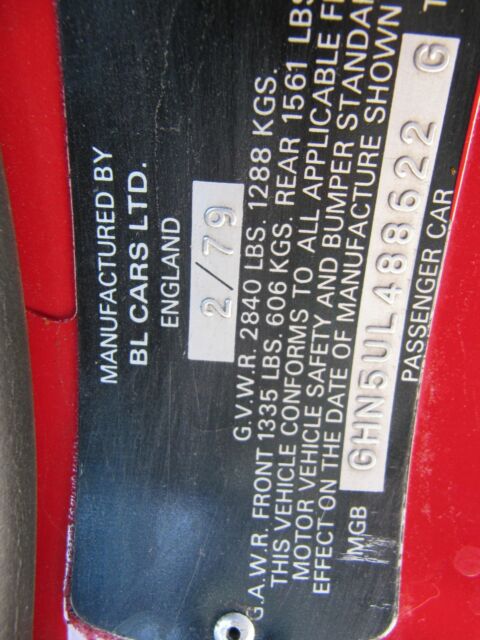 MANUFACTURED BY
BL CARS LTD.
ENGLAND
2/79
G.V.W.R. 2840 LBS. 1288 KGS.
G.A.W.R. FRONT 1335 LBS. 606 KGS. REAR 1561 LBS
THIS VEHICLE CONFORMS TO ALL APPLICABLE
MOTOR VEHICLE SAFETY AND BUMPER STANDAR
EFFECT ON THE DATE OF MANUFACTURE SHOWN
GHN5UL488622 G
MGB PASSENGER CAR